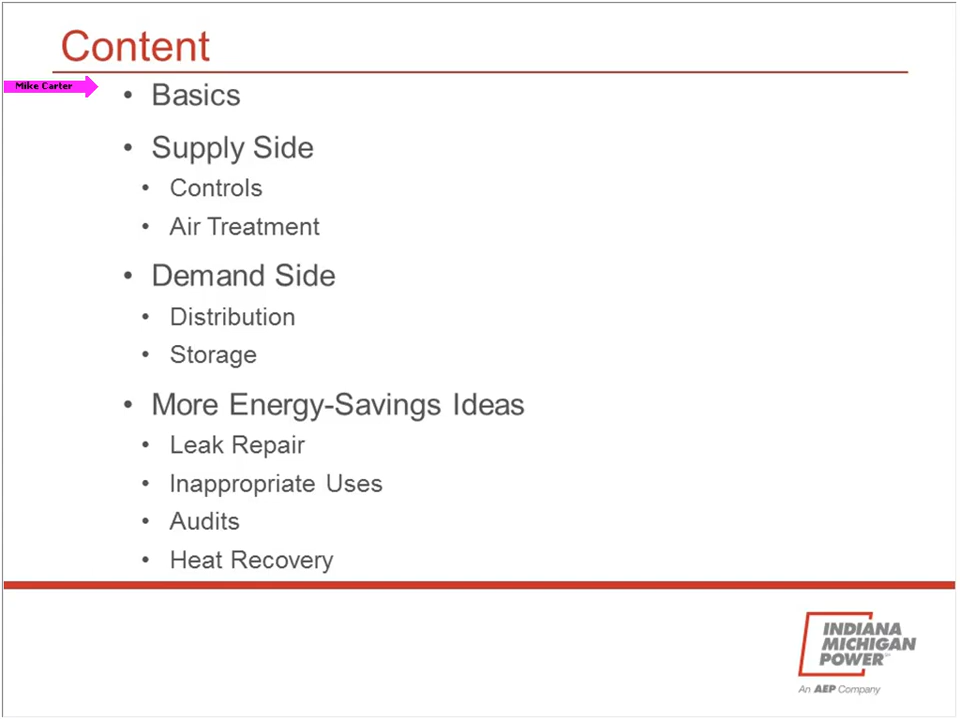 Content
Mike Carter
• Basics
• Supply Side
• Controls
• Air Treatment
• Demand Side
• Distribution
• Storage
• More Energy-Savings Ideas
• Leak Repair
• Inappropriate Uses
• Audits
• Heat Recovery
INDIANA
MICHIGAN
POWER
An AEP Company